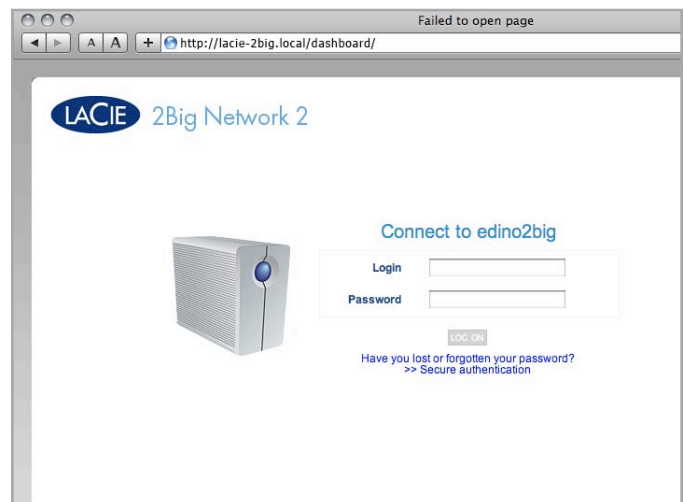 Failed to open page
A A + http://lacie-2big.local/dashboard/
LACIE 2Big Network 2
Connect to edino2big
Login
Password
LOG ON
Have you lost or forgotten your password?
>> Secure authentication